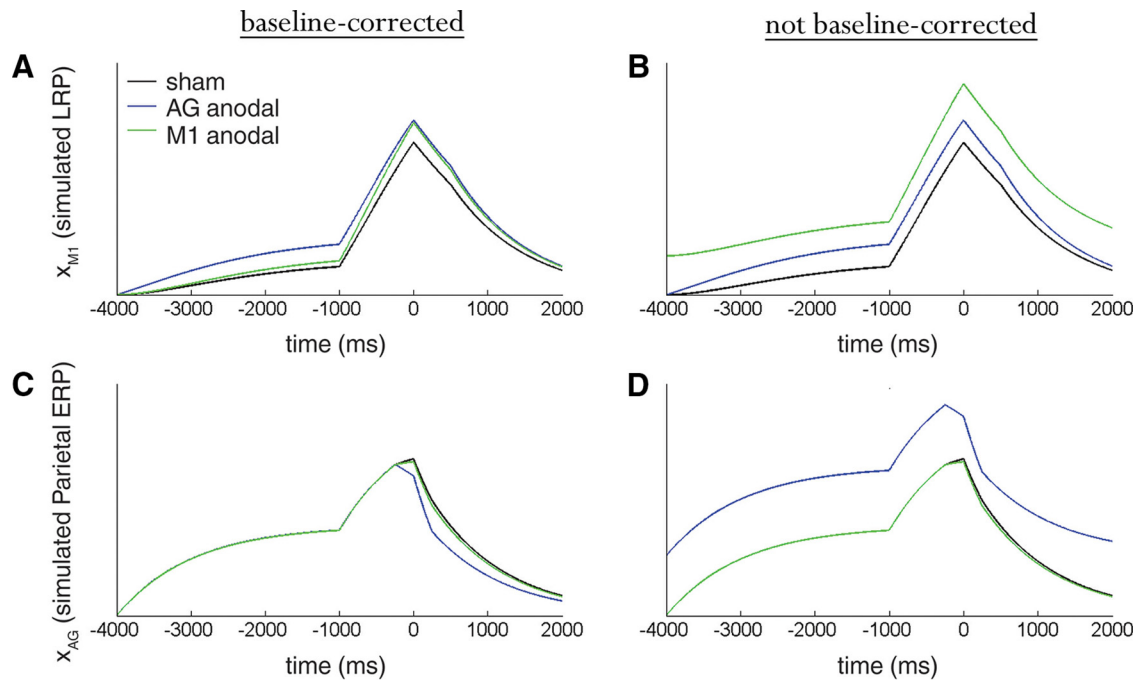 baseline-corrected
not baseline-corrected
A
sham
AG anodal
M1 anodal
x_M1 (simulated LRP)
-4000 -3000 -2000 -1000 0 1000 2000
time (ms)
B
-4000 -3000 -2000 -1000 0 1000 2000
time (ms)
C
x_AG (simulated Parietal ERP)
-4000 -3000 -2000 -1000 0 1000 2000
time (ms)
D
-4000 -3000 -2000 -1000 0 1000 2000
time (ms)